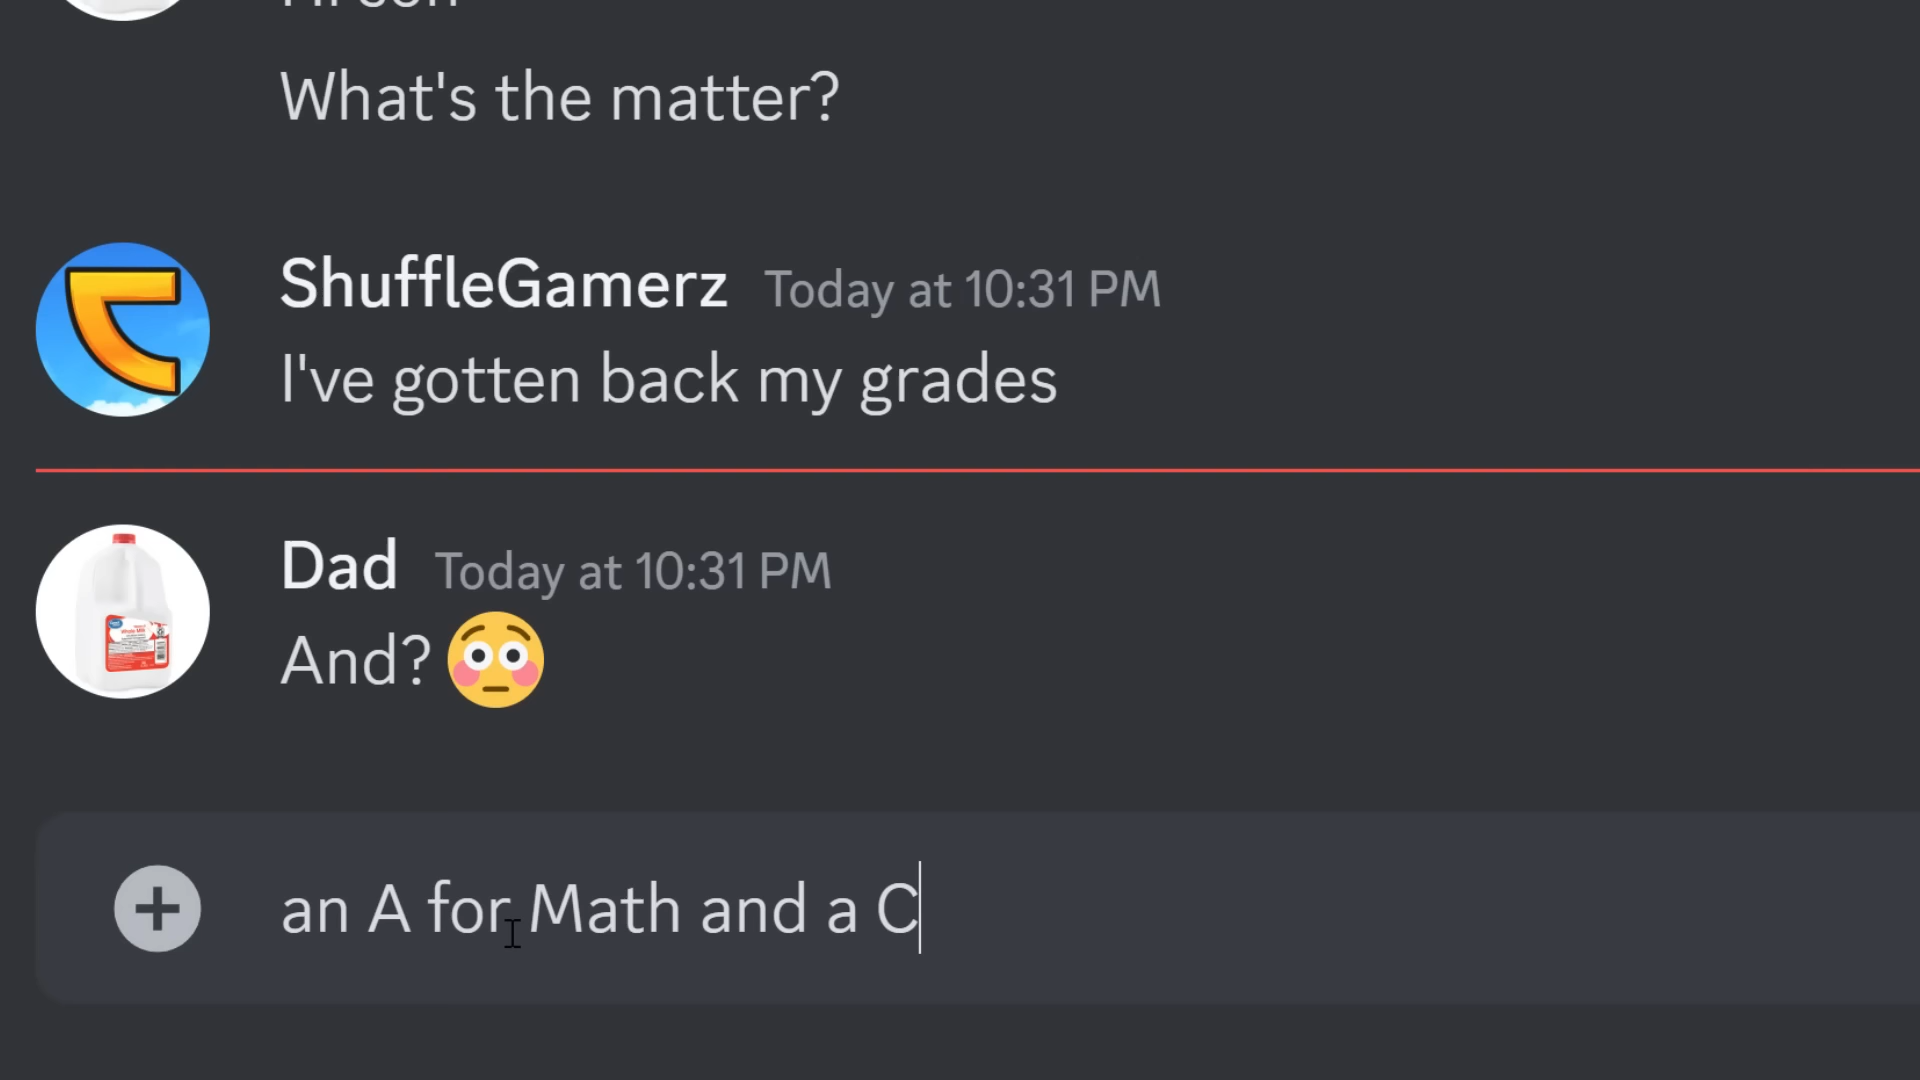 What's the matter?
ShuffleGamerz Today at 10:31 PM
I've gotten back my grades
Dad Today at 10:31 PM
And?
an A for Math and a C